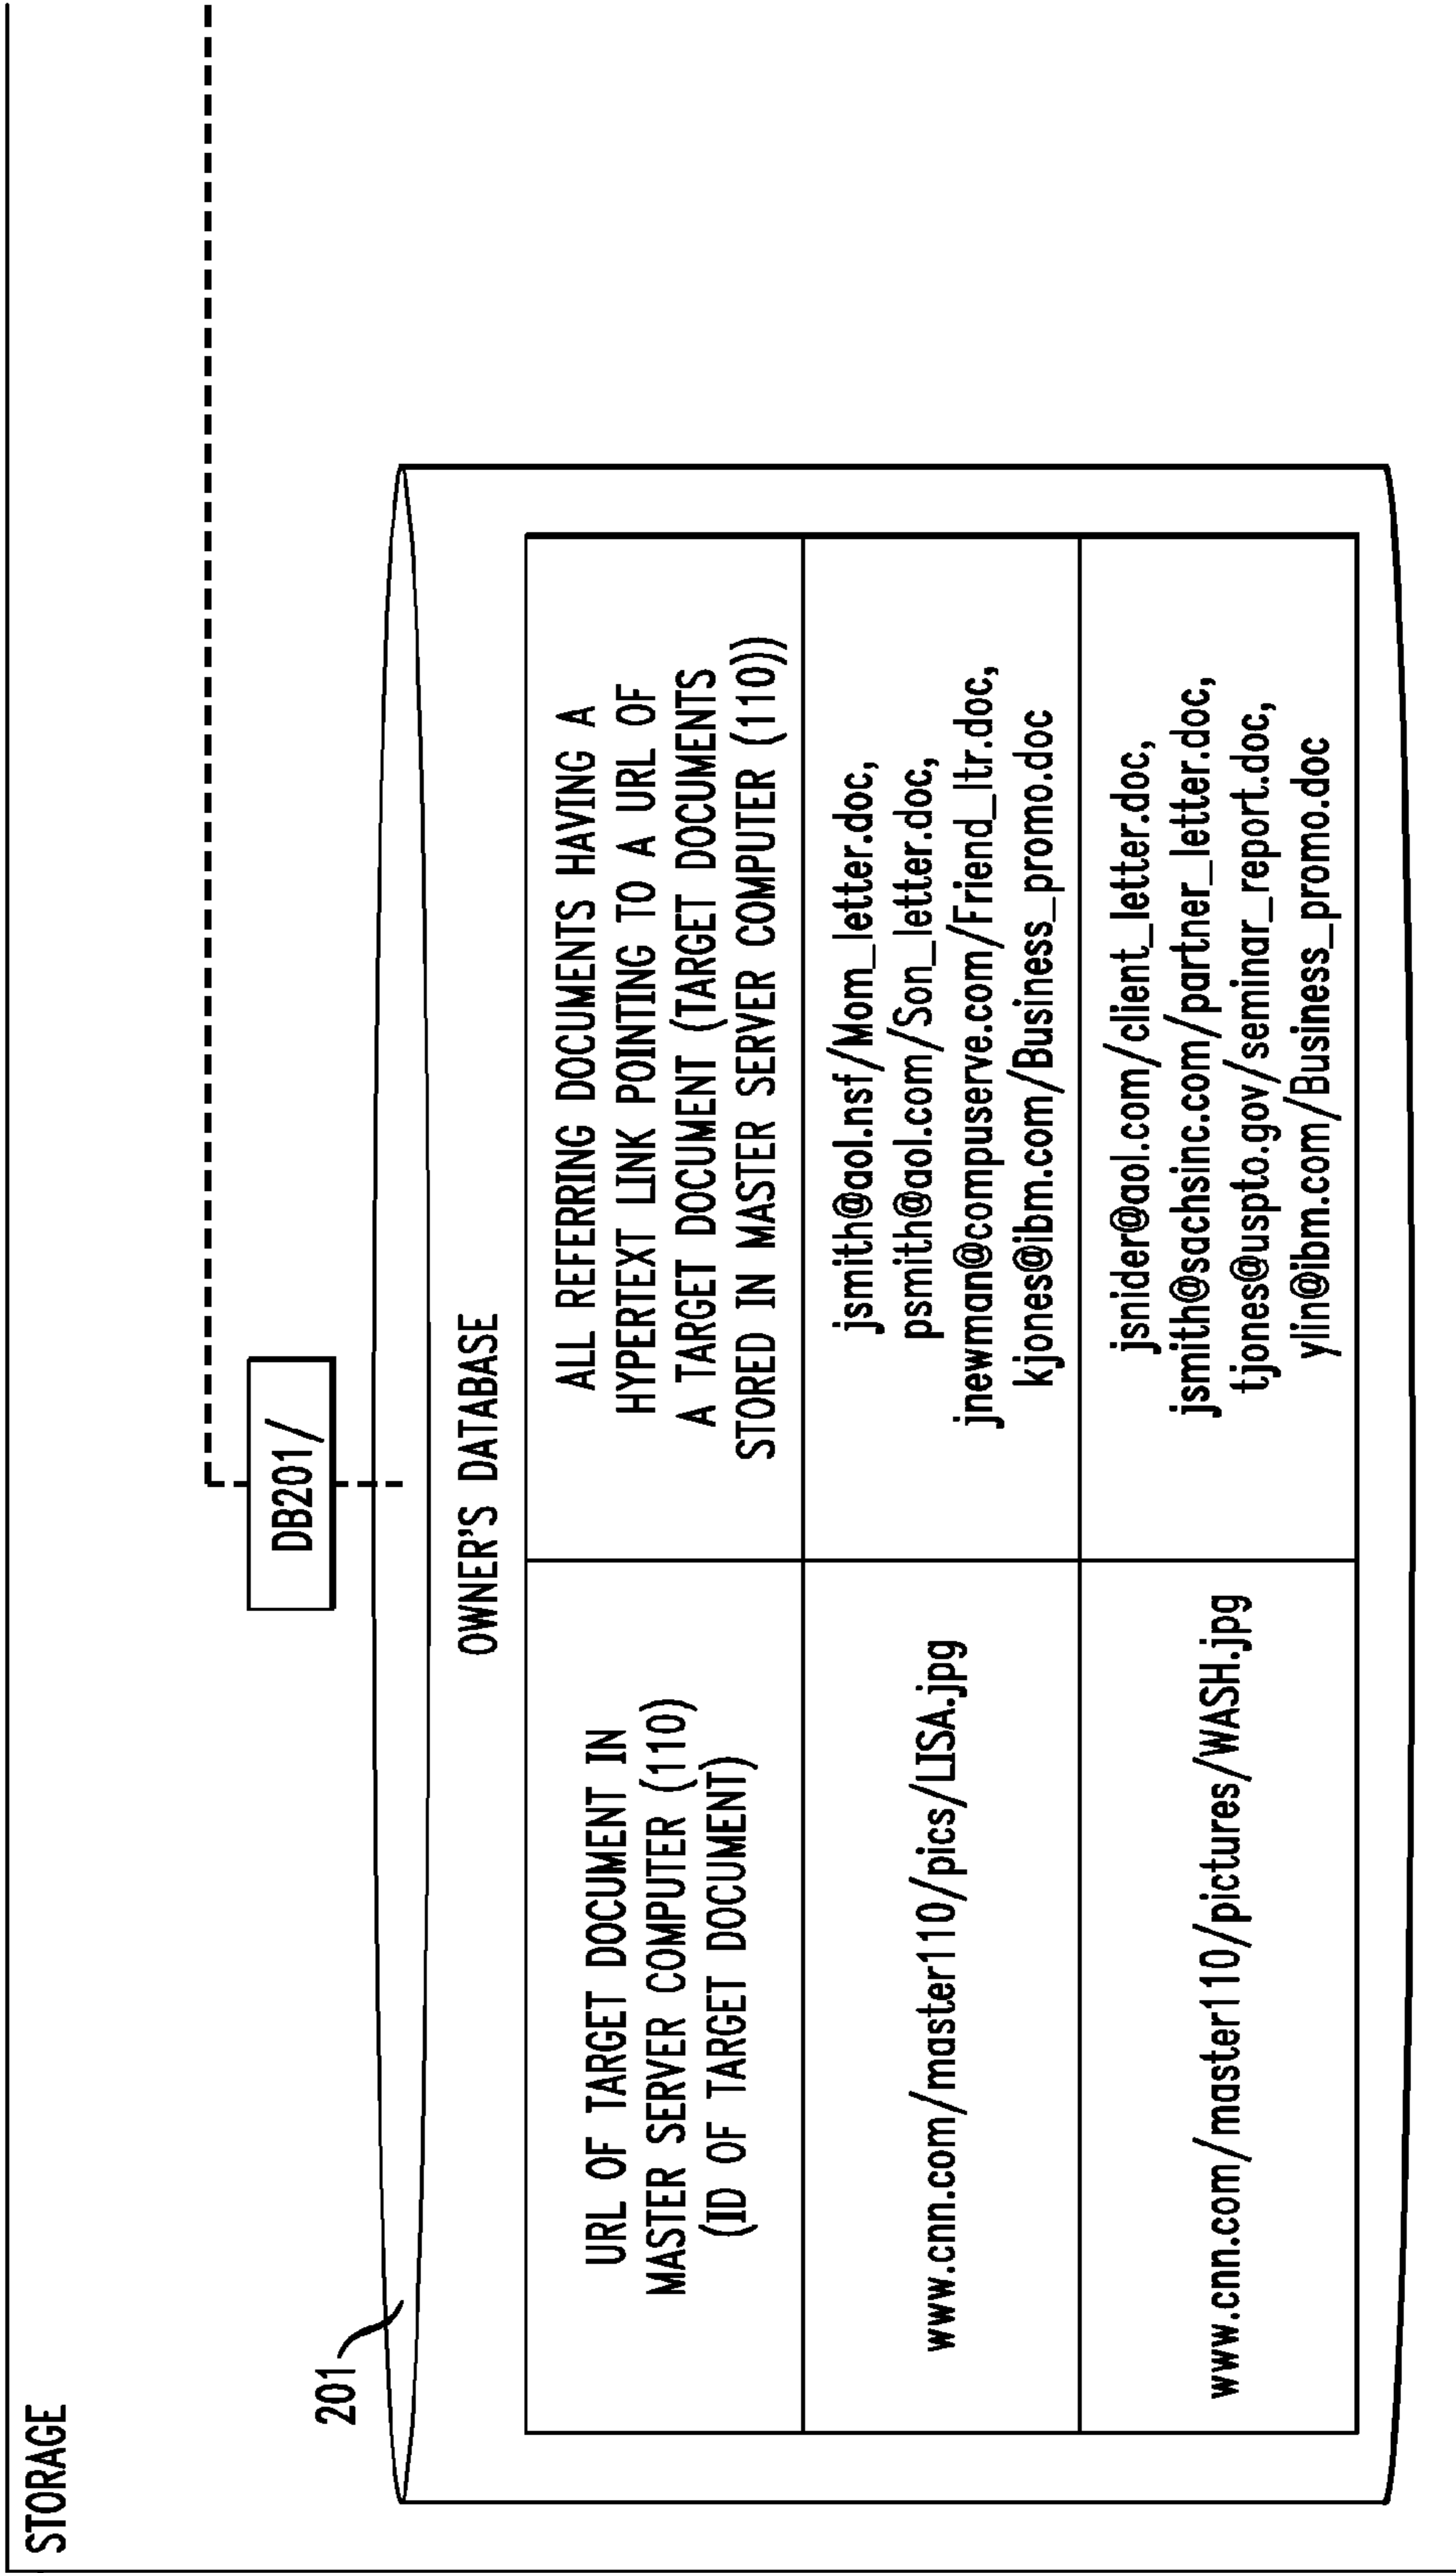 STORAGE
DB201/
201
OWNER'S DATABASE
URL OF TARGET DOCUMENT IN
MASTER SERVER COMPUTER (110)
(ID OF TARGET DOCUMENT)
ALL REFERRING DOCUMENTS HAVING A
HYPERTEXT LINK POINTING TO A URL OF
A TARGET DOCUMENT (TARGET DOCUMENTS
STORED IN MASTER SERVER COMPUTER (110))
www.cnn.com/master110/pics/LISA.jpg
jsmith@aol.nsf/Mom_letter.doc,
psmith@aol.com/Son_letter.doc,
jnewman@compuserve.com/Friend_ltr.doc,
kjones@ibm.com/Business_promo.doc
www.cnn.com/master110/pictures/WASH.jpg
jsnider@aol.com/client_letter.doc,
jsmith@sachsinc.com/partner_letter.doc,
tjones@uspto.gov/seminar_report.doc,
ylin@ibm.com/Business_promo.doc